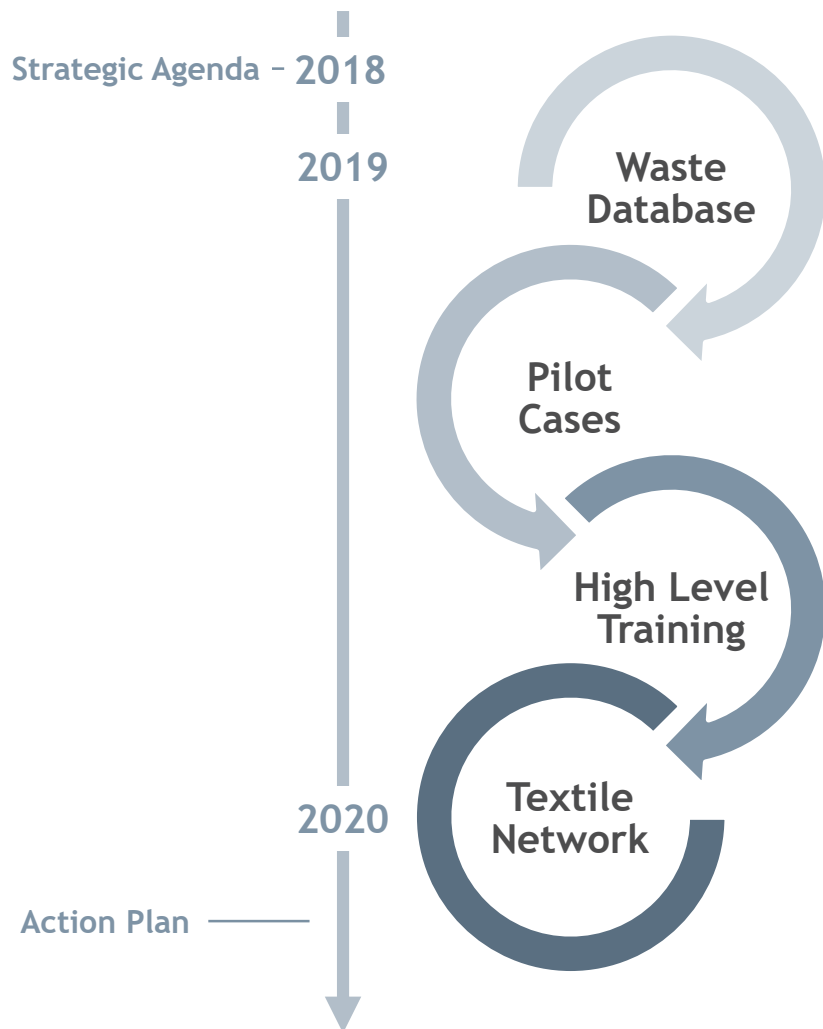 Strategic Agenda – 2018
2019
Waste
Database
Pilot
Cases
High Level
Training
Textile
Network
2020
Action Plan